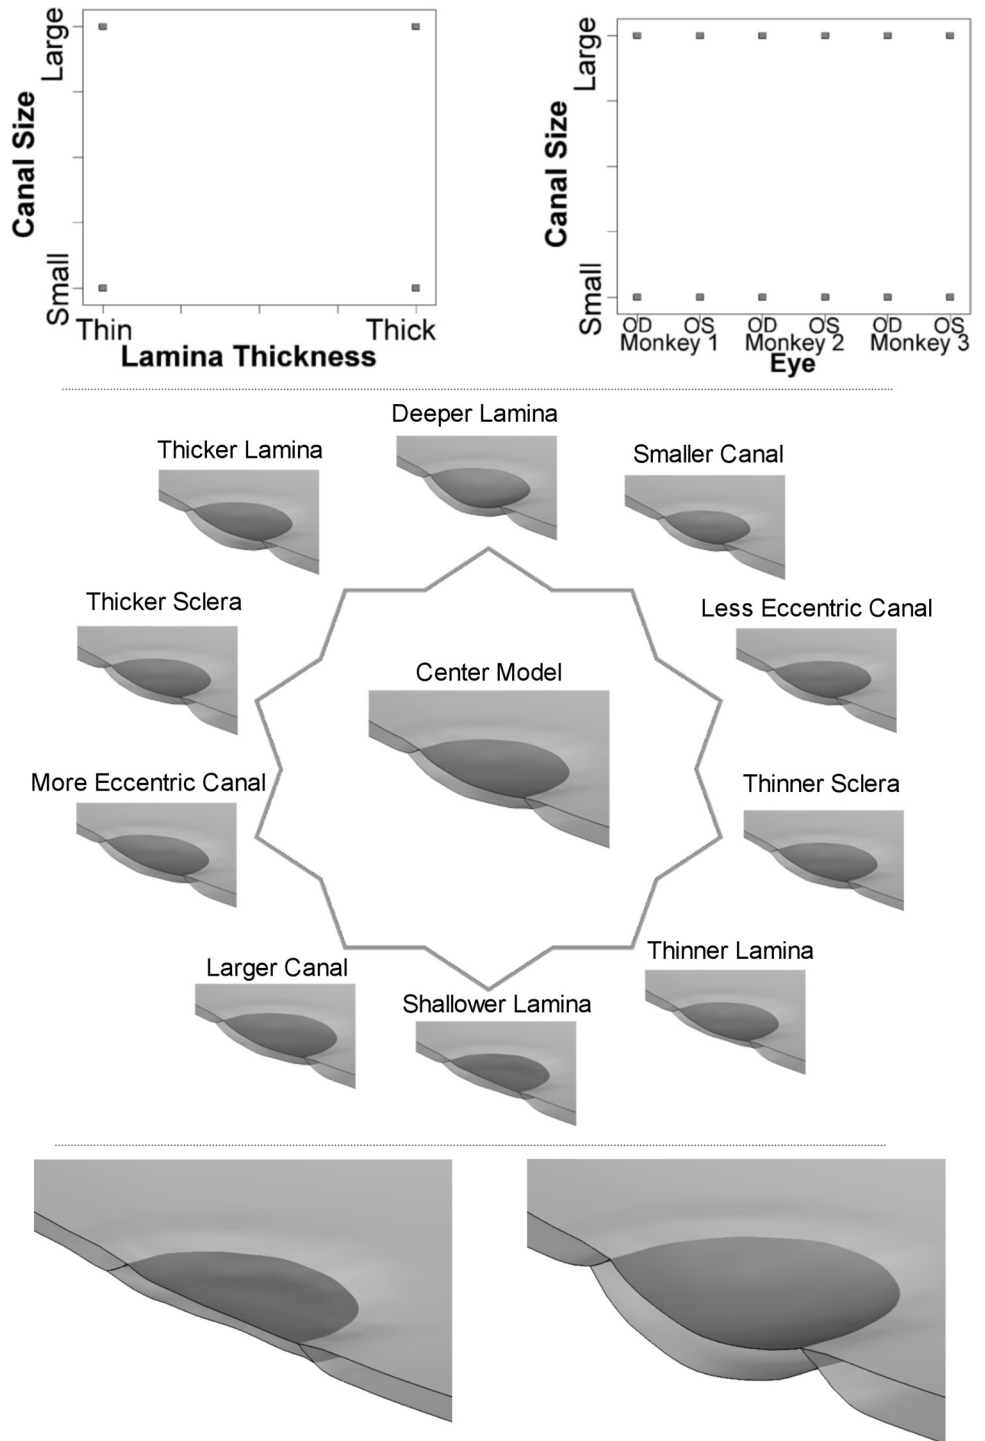 Large
Canal Size
Small
Thin
Thick
Lamina Thickness
Large
Canal Size
Small
OD OS OD OS OD OS
Monkey 1 Monkey 2 Monkey 3
Eye
Deeper Lamina
Thicker Lamina
Smaller Canal
Thicker Sclera
Less Eccentric Canal
Center Model
More Eccentric Canal
Thinner Sclera
Thinner Lamina
Larger Canal
Shallower Lamina